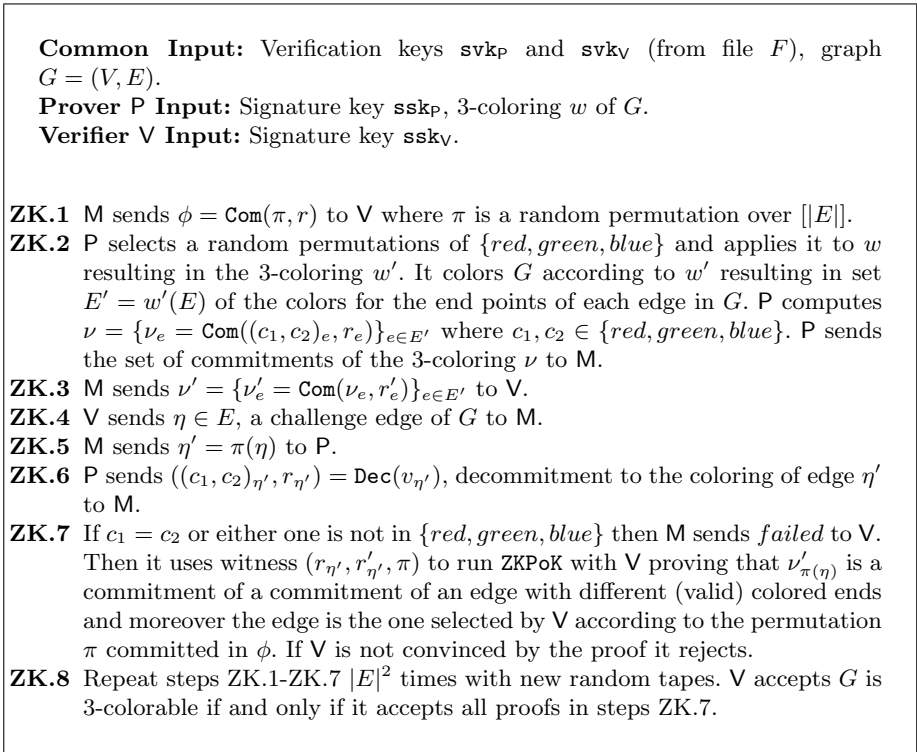 Common Input: Verification keys svk_P and svk_V (from file F), graph
G = (V, E).
Prover P Input: Signature key ssk_P, 3-coloring w of G.
Verifier V Input: Signature key ssk_V.
ZK.1 M sends ϕ = Com(π, r) to V where π is a random permutation over [|E|].
ZK.2 P selects a random permutations of {red, green, blue} and applies it to w
resulting in the 3-coloring w′. It colors G according to w′ resulting in set
E′ = w′(E) of the colors for the end points of each edge in G. P computes
ν = {ν_e = Com((c_1, c_2)_e, r_e)}_{e∈E′} where c_1, c_2 ∈ {red, green, blue}. P sends
the set of commitments of the 3-coloring ν to M.
ZK.3 M sends ν′ = {ν′_e = Com(ν_e, r′_e)}_{e∈E′} to V.
ZK.4 V sends η ∈ E, a challenge edge of G to M.
ZK.5 M sends η′ = π(η) to P.
ZK.6 P sends ((c_1, c_2)_{η′}, r_{η′}) = Dec(v_{η′}), decommitment to the coloring of edge η′
to M.
ZK.7 If c_1 = c_2 or either one is not in {red, green, blue} then M sends failed to V.
Then it uses witness (r_{η′}, r′_{η′}, π) to run ZKPoK with V proving that ν′_{π(η)} is a
commitment of a commitment of an edge with different (valid) colored ends
and moreover the edge is the one selected by V according to the permutation
π committed in ϕ. If V is not convinced by the proof it rejects.
ZK.8 Repeat steps ZK.1-ZK.7 |E|² times with new random tapes. V accepts G is
3-colorable if and only if it accepts all proofs in steps ZK.7.